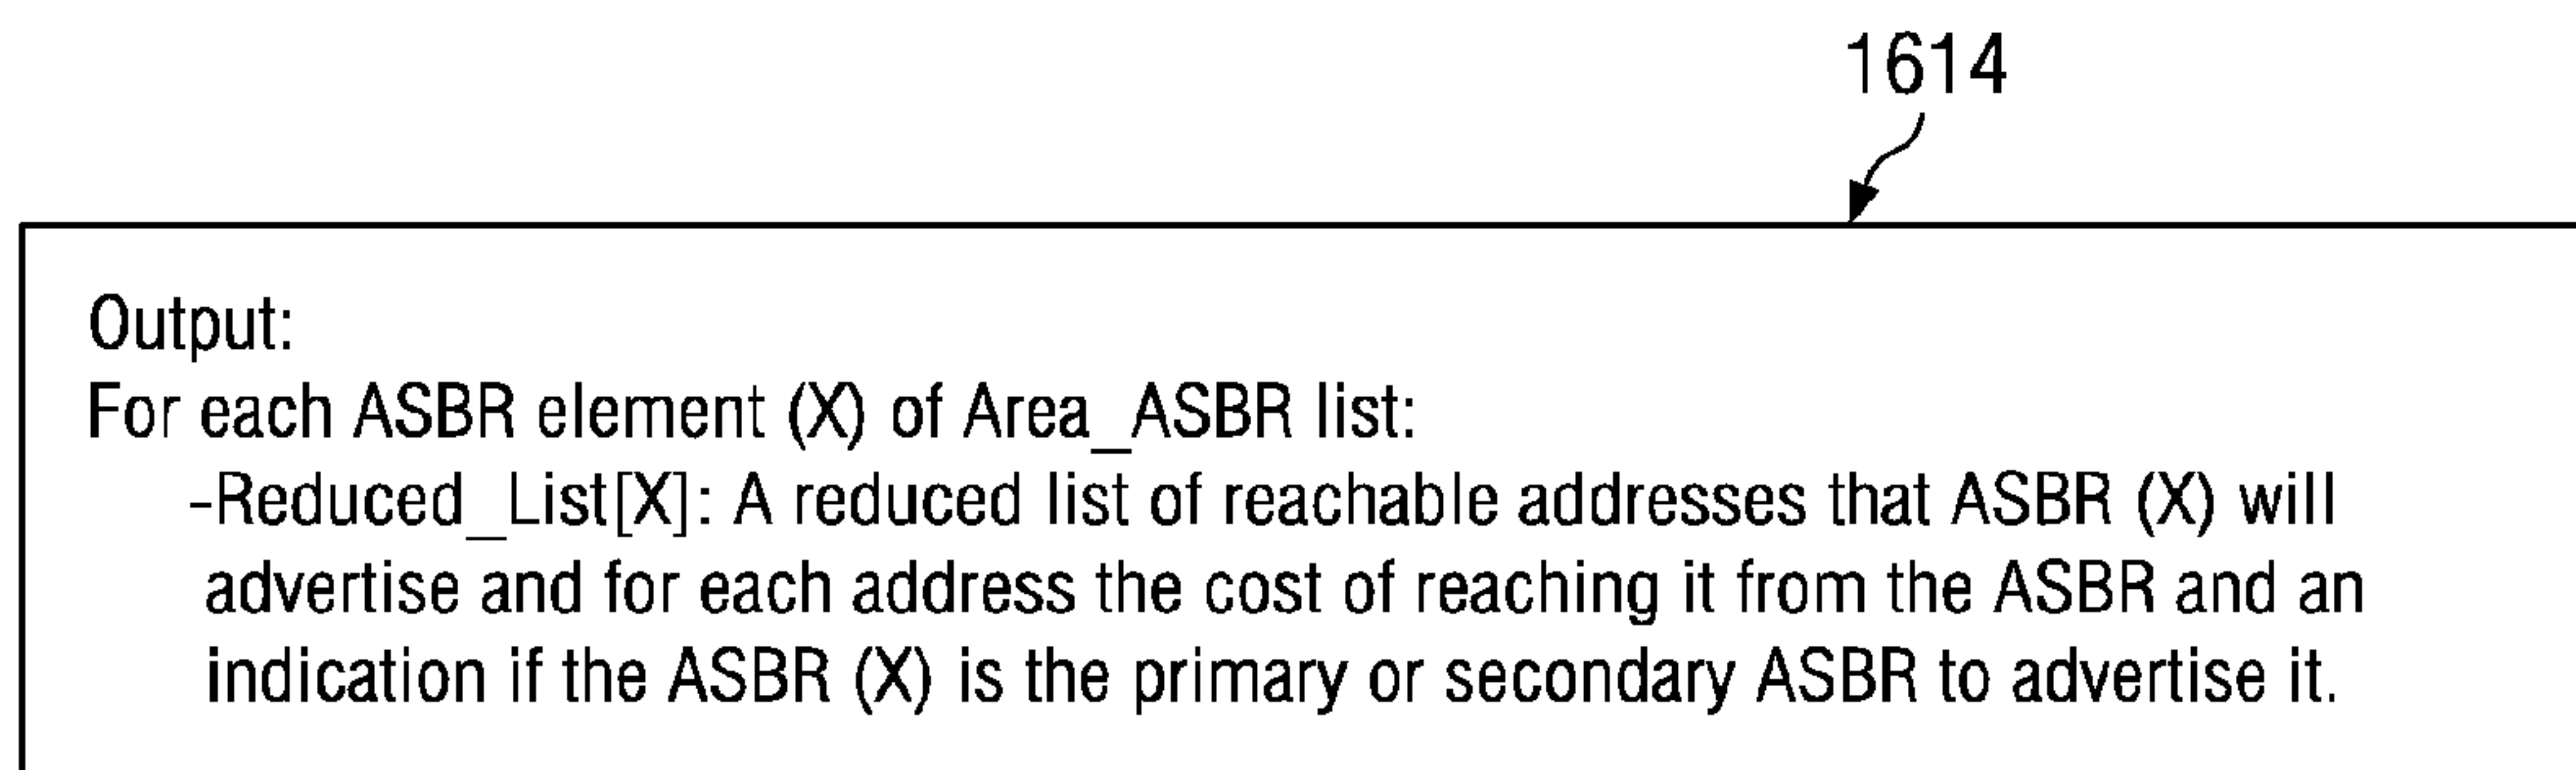 1614
Output:
For each ASBR element (X) of Area_ASBR list:
-Reduced_List[X]: A reduced list of reachable addresses that ASBR (X) will
advertise and for each address the cost of reaching it from the ASBR and an
indication if the ASBR (X) is the primary or secondary ASBR to advertise it.